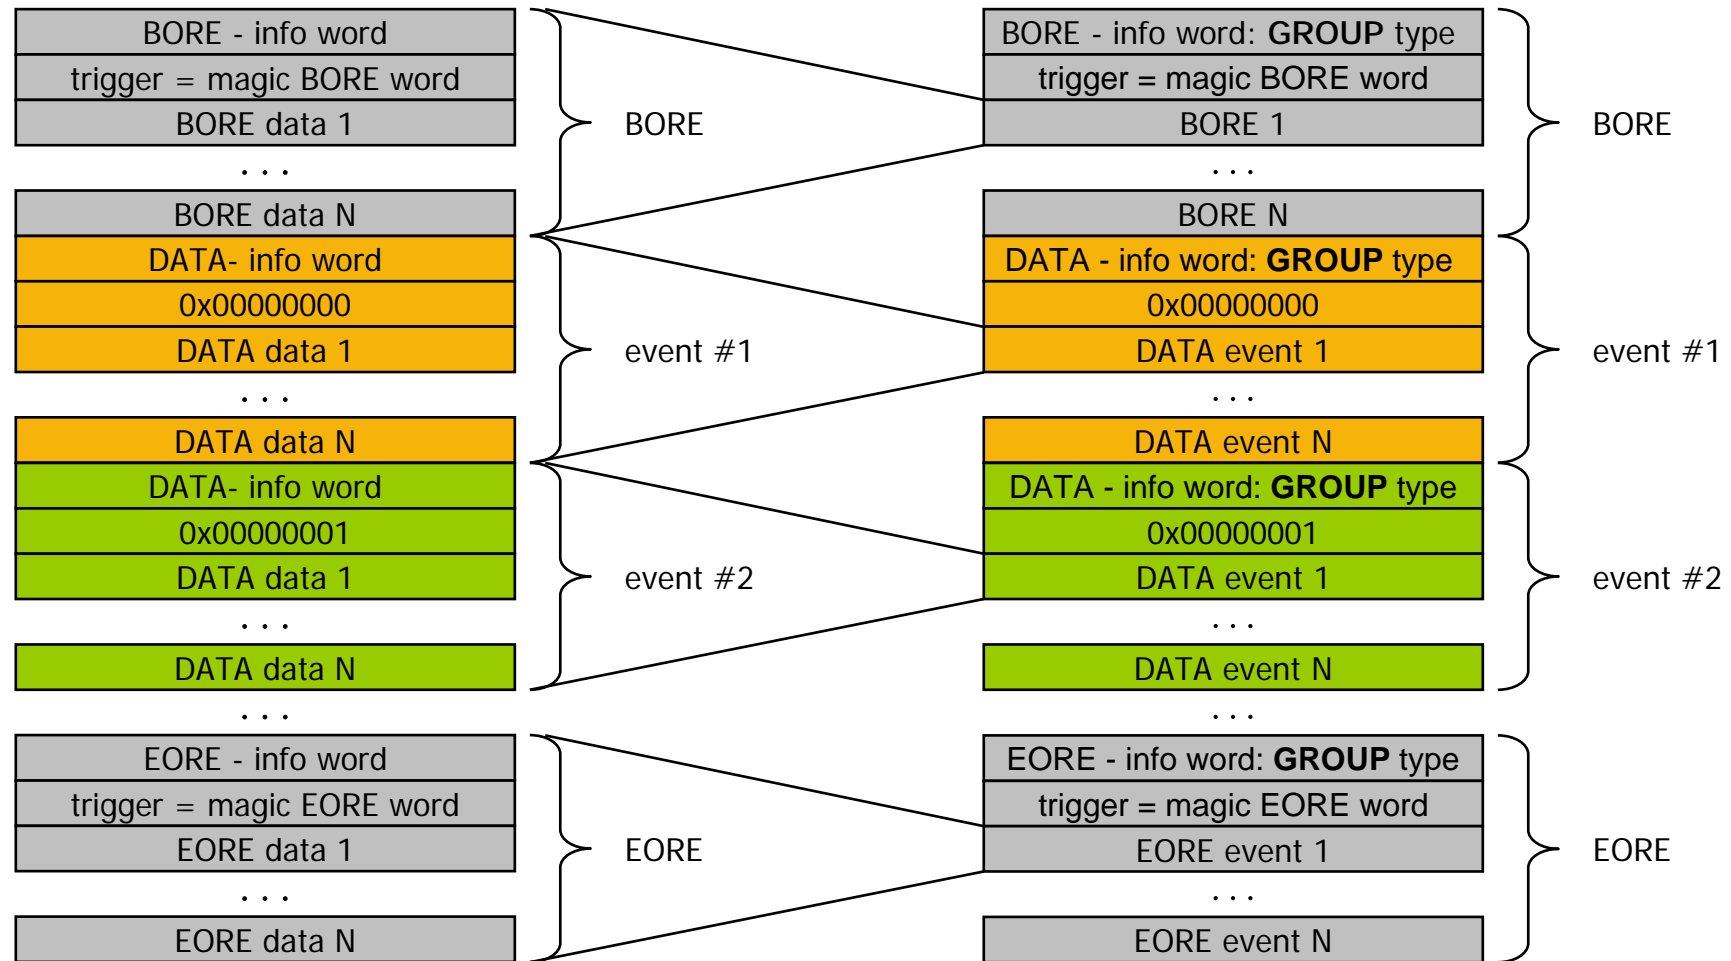 BORE - info word
trigger = magic BORE word
BORE data 1
. . .
BORE data N
DATA- info word
0x00000000
DATA data 1
. . .
DATA data N
DATA- info word
0x00000001
DATA data 1
. . .
DATA data N
. . .
EORE - info word
trigger = magic EORE word
EORE data 1
. . .
EORE data N
BORE
event #1
event #2
EORE
BORE - info word: GROUP type
trigger = magic BORE word
BORE 1
. . .
BORE N
DATA - info word: GROUP type
0x00000000
DATA event 1
. . .
DATA event N
DATA - info word: GROUP type
0x00000001
DATA event 1
. . .
DATA event N
. . .
EORE - info word: GROUP type
trigger = magic EORE word
EORE event 1
. . .
EORE event N
BORE
event #1
event #2
EORE